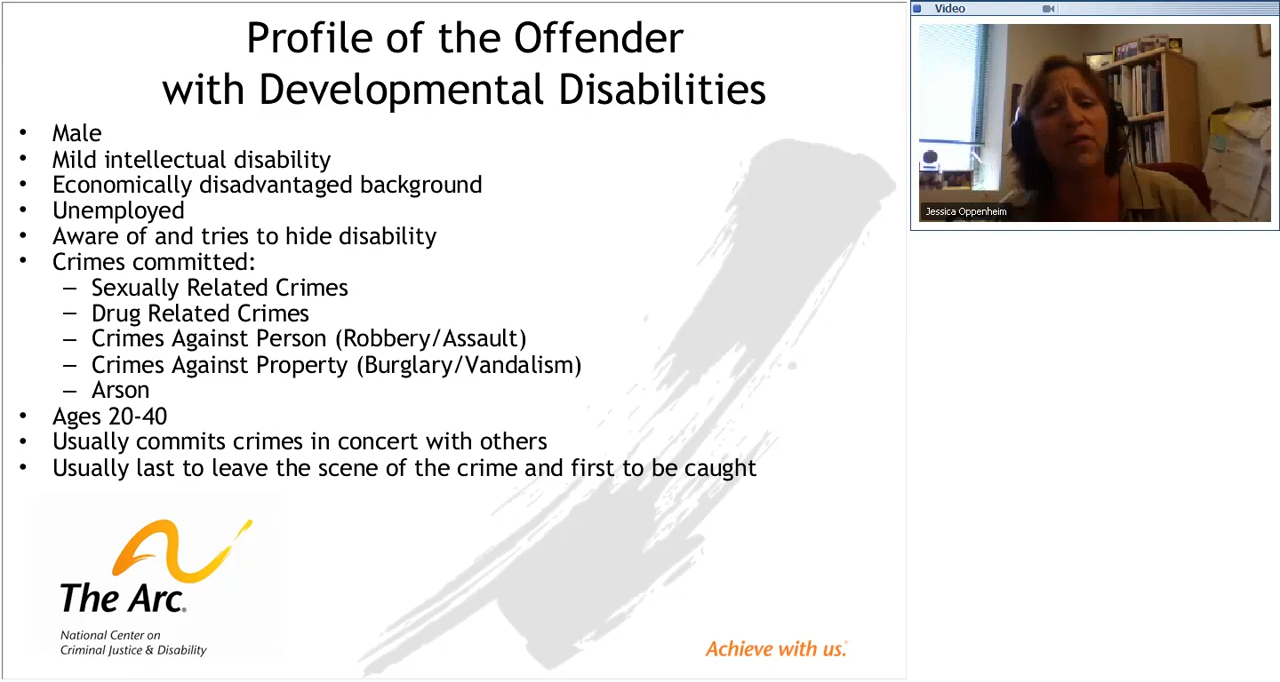 Profile of the Offender
with Developmental Disabilities
• Male
• Mild intellectual disability
• Economically disadvantaged background
• Unemployed
• Aware of and tries to hide disability
• Crimes committed:
– Sexually Related Crimes
– Drug Related Crimes
– Crimes Against Person (Robbery/Assault)
– Crimes Against Property (Burglary/Vandalism)
– Arson
• Ages 20-40
• Usually commits crimes in concert with others
• Usually last to leave the scene of the crime and first to be caught
The Arc®
National Center on
Criminal Justice & Disability
Achieve with us.®
Video
Jessica Oppenheim